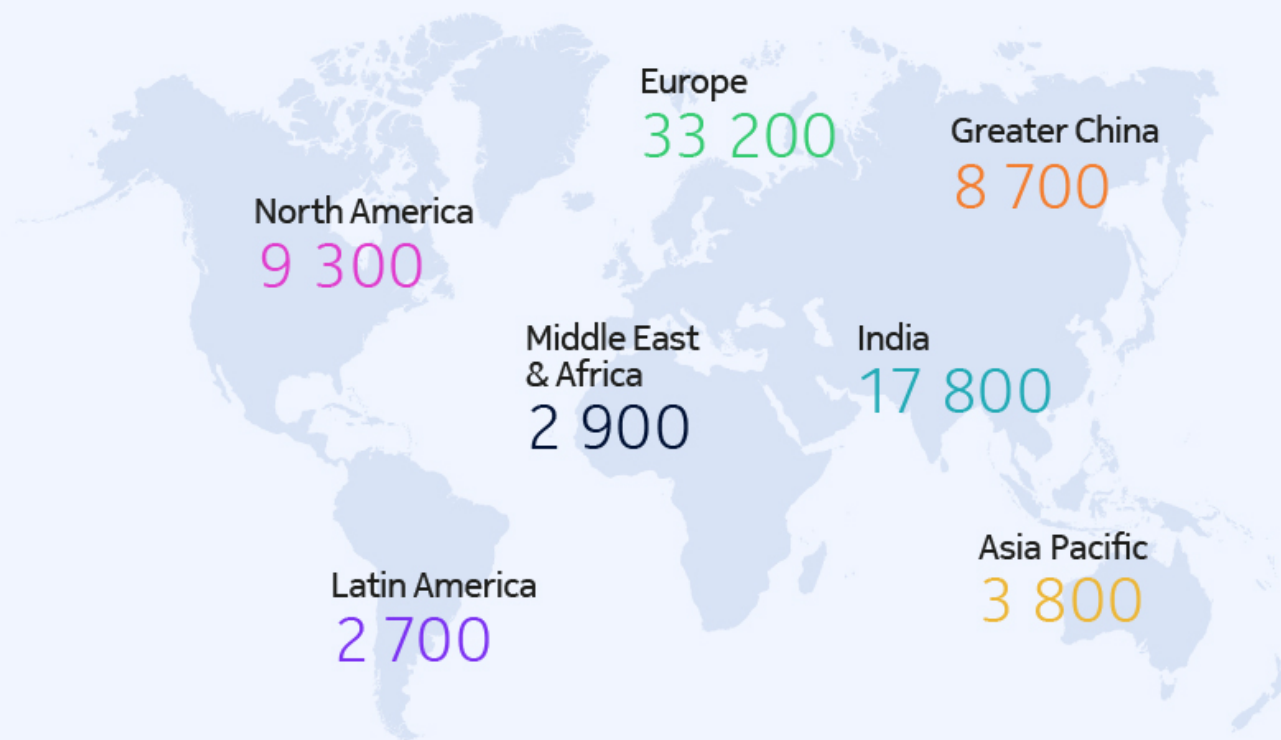 Europe
33 200
Greater China
8 700
North America
9 300
Middle East
& Africa
2 900
India
17 800
Asia Pacific
3 800
Latin America
2 700